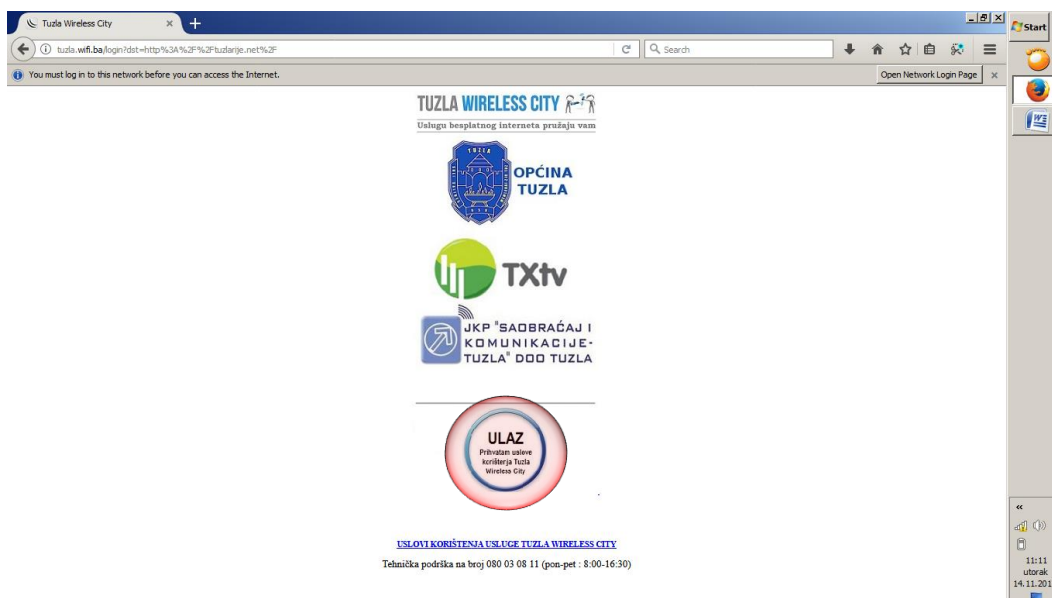 Tuzla Wireless City
tuzla.wifi.ba/login?dst=http%3A%2F%2Ftuzlarije.net%2F
Search
You must log in to this network before you can access the Internet.
Open Network Login Page
TUZLA WIRELESS CITY
Uslugu besplatnog interneta pružaju vam
TUZLA
OPĆINA
TUZLA
TXtv
JKP "SAOBRAĆAJ I
KOMUNIKACIJE-
TUZLA" DOO TUZLA
ULAZ
Prihvatam uslove
korišterja Tuzla
Wireless City
USLOVI KORIŠTENJA USLUGE TUZLA WIRELESS CITY
Tehnička podrška na broj 080 03 08 11 (pon-pet : 8:00-16:30)
Start
11:11
utorak
14.11.201